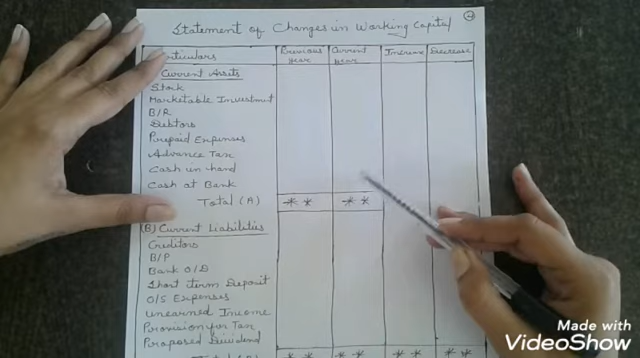 Statement of Changes in Working Capital
Particulars Previous year Current year Increase Decrease
Current Assets
Stock
Marketable Investment
B/R
Debtors
Prepaid Expenses
Advance Tax
Cash in hand
Cash at Bank
Total (A) ** **
(B) Current Liabilities
Creditors
B/P
Bank O/D
Short term Deposit
O/S Expenses
Unearned Income
Provision for Tax
Proposed Dividend
** ** ** **
Made with
VideoShow